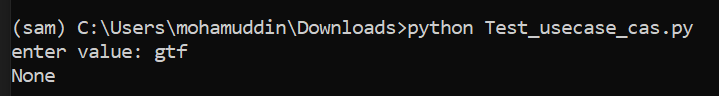 (sam) C:\Users\mohamuddin\Downloads>python Test_usecase_cas.py
enter value: gtf
None